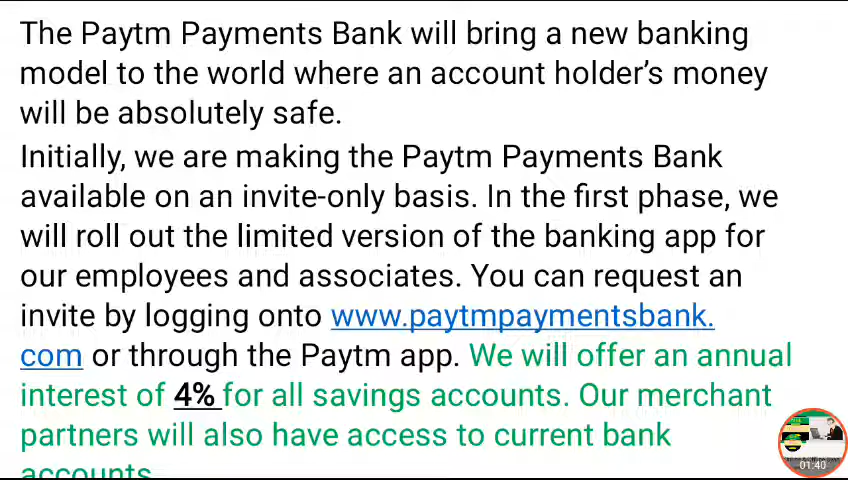 The Paytm Payments Bank will bring a new banking
model to the world where an account holder's money
will be absolutely safe.
Initially, we are making the Paytm Payments Bank
available on an invite-only basis. In the first phase, we
will roll out the limited version of the banking app for
our employees and associates. You can request an
invite by logging onto www.paytmpaymentsbank.
com or through the Paytm app. We will offer an annual
interest of 4% for all savings accounts. Our merchant
partners will also have access to current bank
accounts
01:40